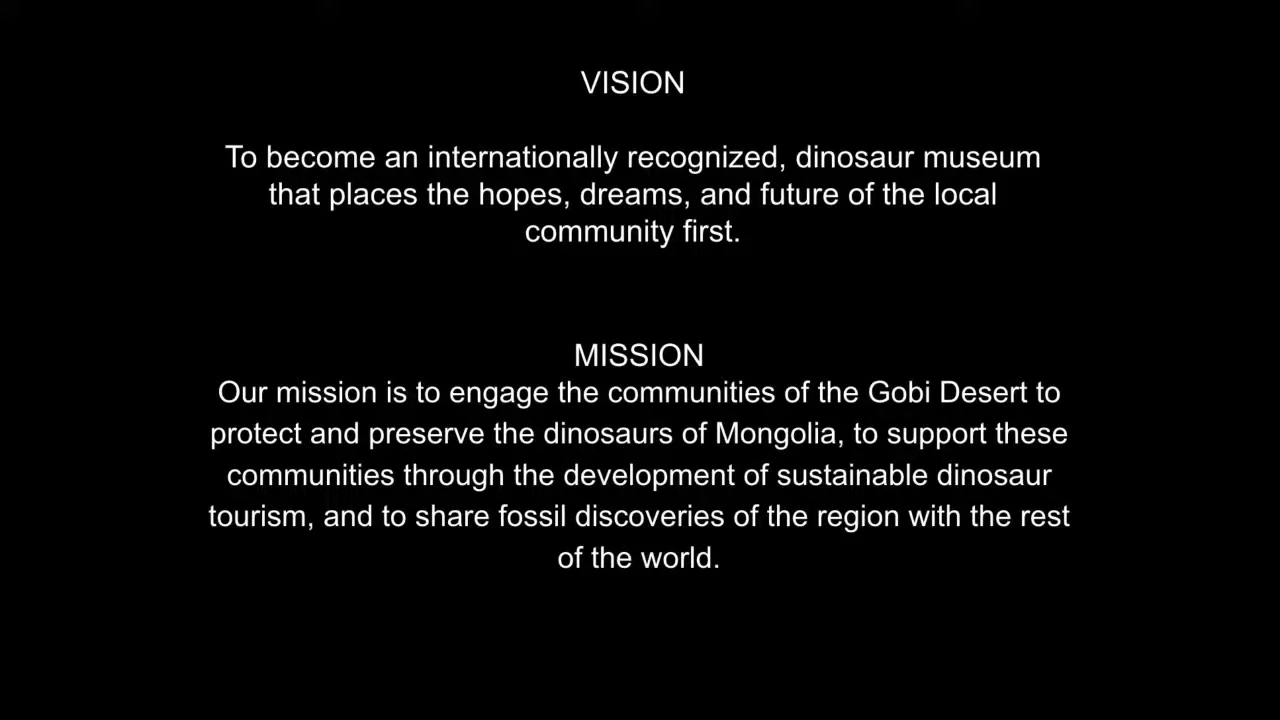 VISION
To become an internationally recognized, dinosaur museum
that places the hopes, dreams, and future of the local
community first.
MISSION
Our mission is to engage the communities of the Gobi Desert to
protect and preserve the dinosaurs of Mongolia, to support these
communities through the development of sustainable dinosaur
tourism, and to share fossil discoveries of the region with the rest
of the world.